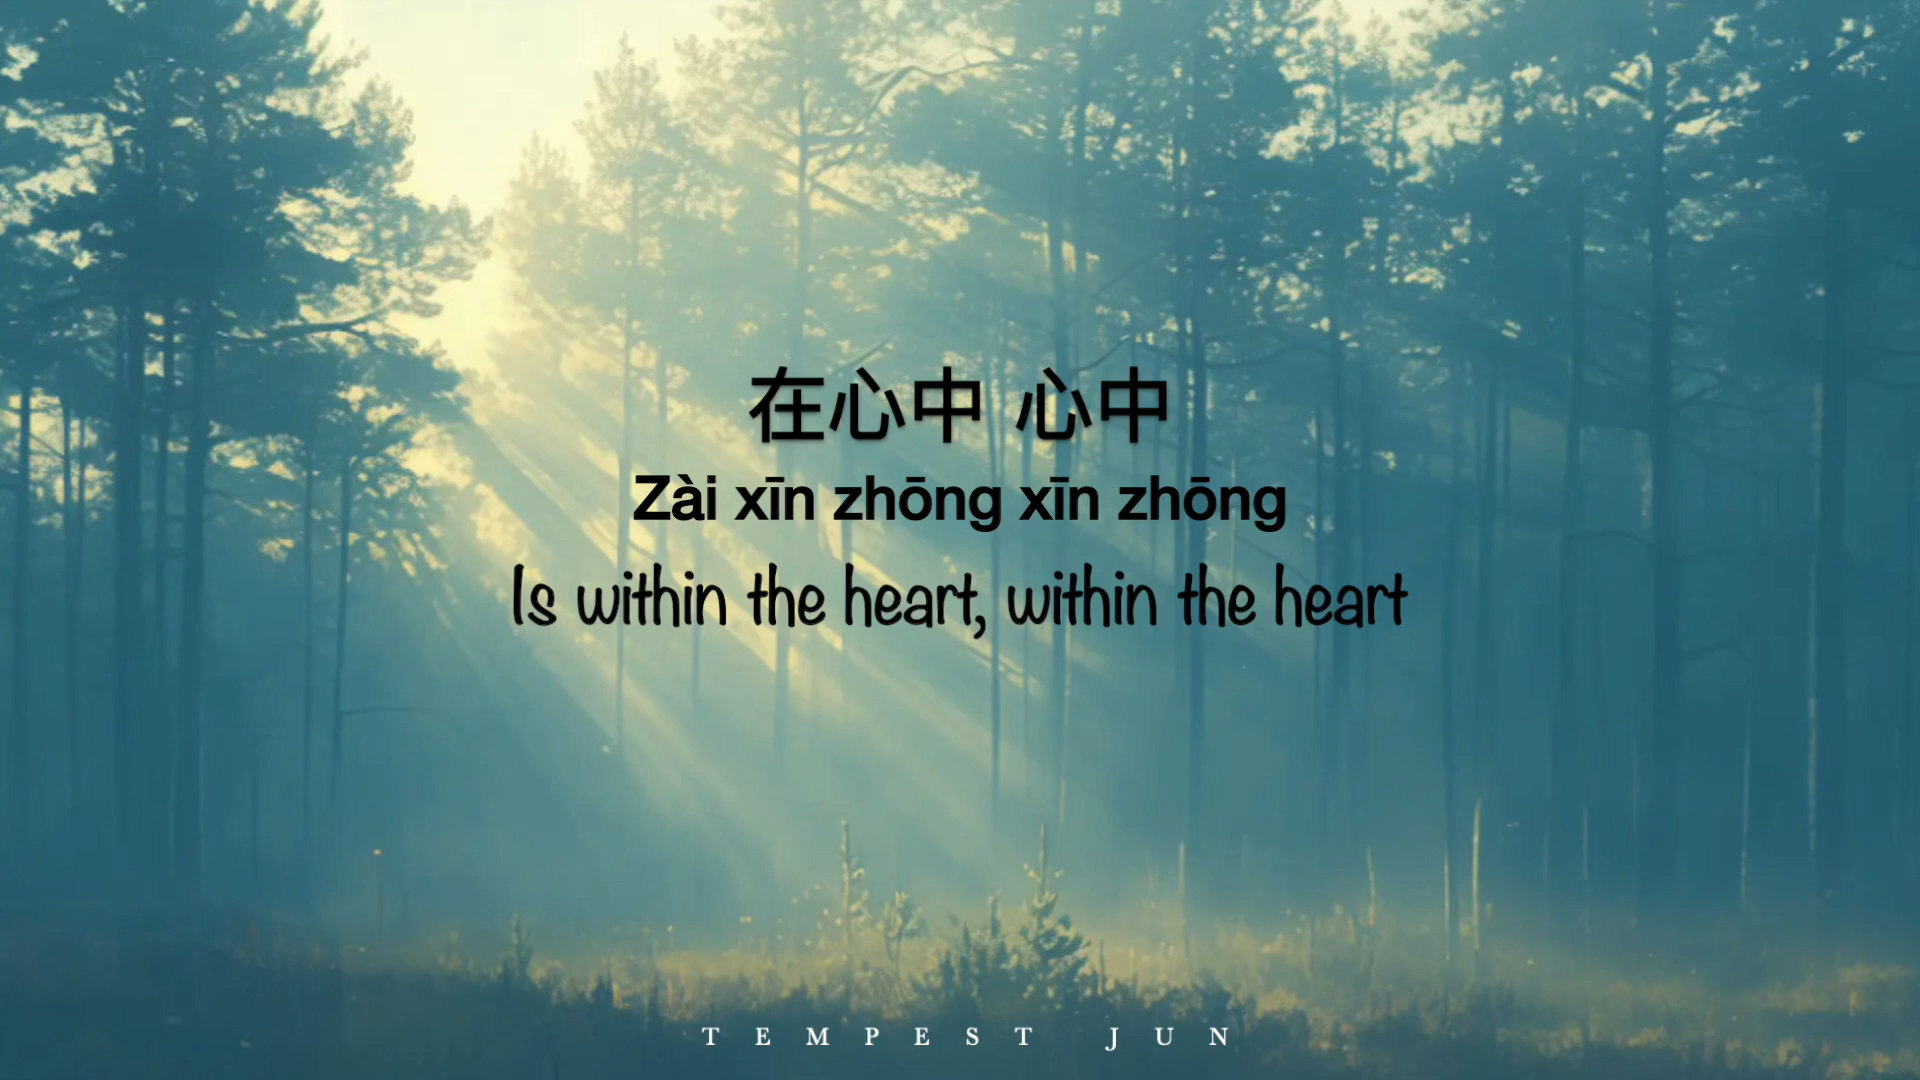 在心中 心中
Zài xīn zhōng xīn zhōng
Is within the heart, within the heart
TEMPEST JUN